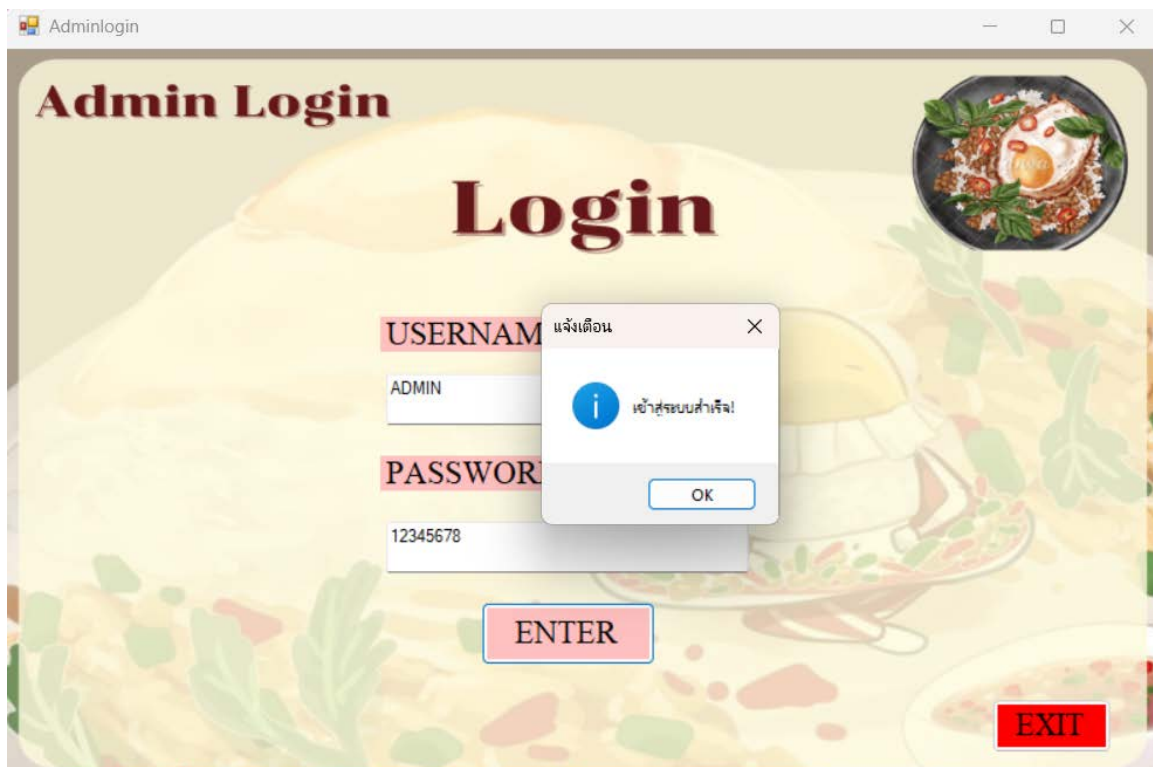 Adminlogin
Admin Login
Login
USERNAM
แจ้งเตือน
ADMIN
เข้าสู่ระบบสำเร็จ!
PASSWOR
OK
12345678
ENTER
EXIT